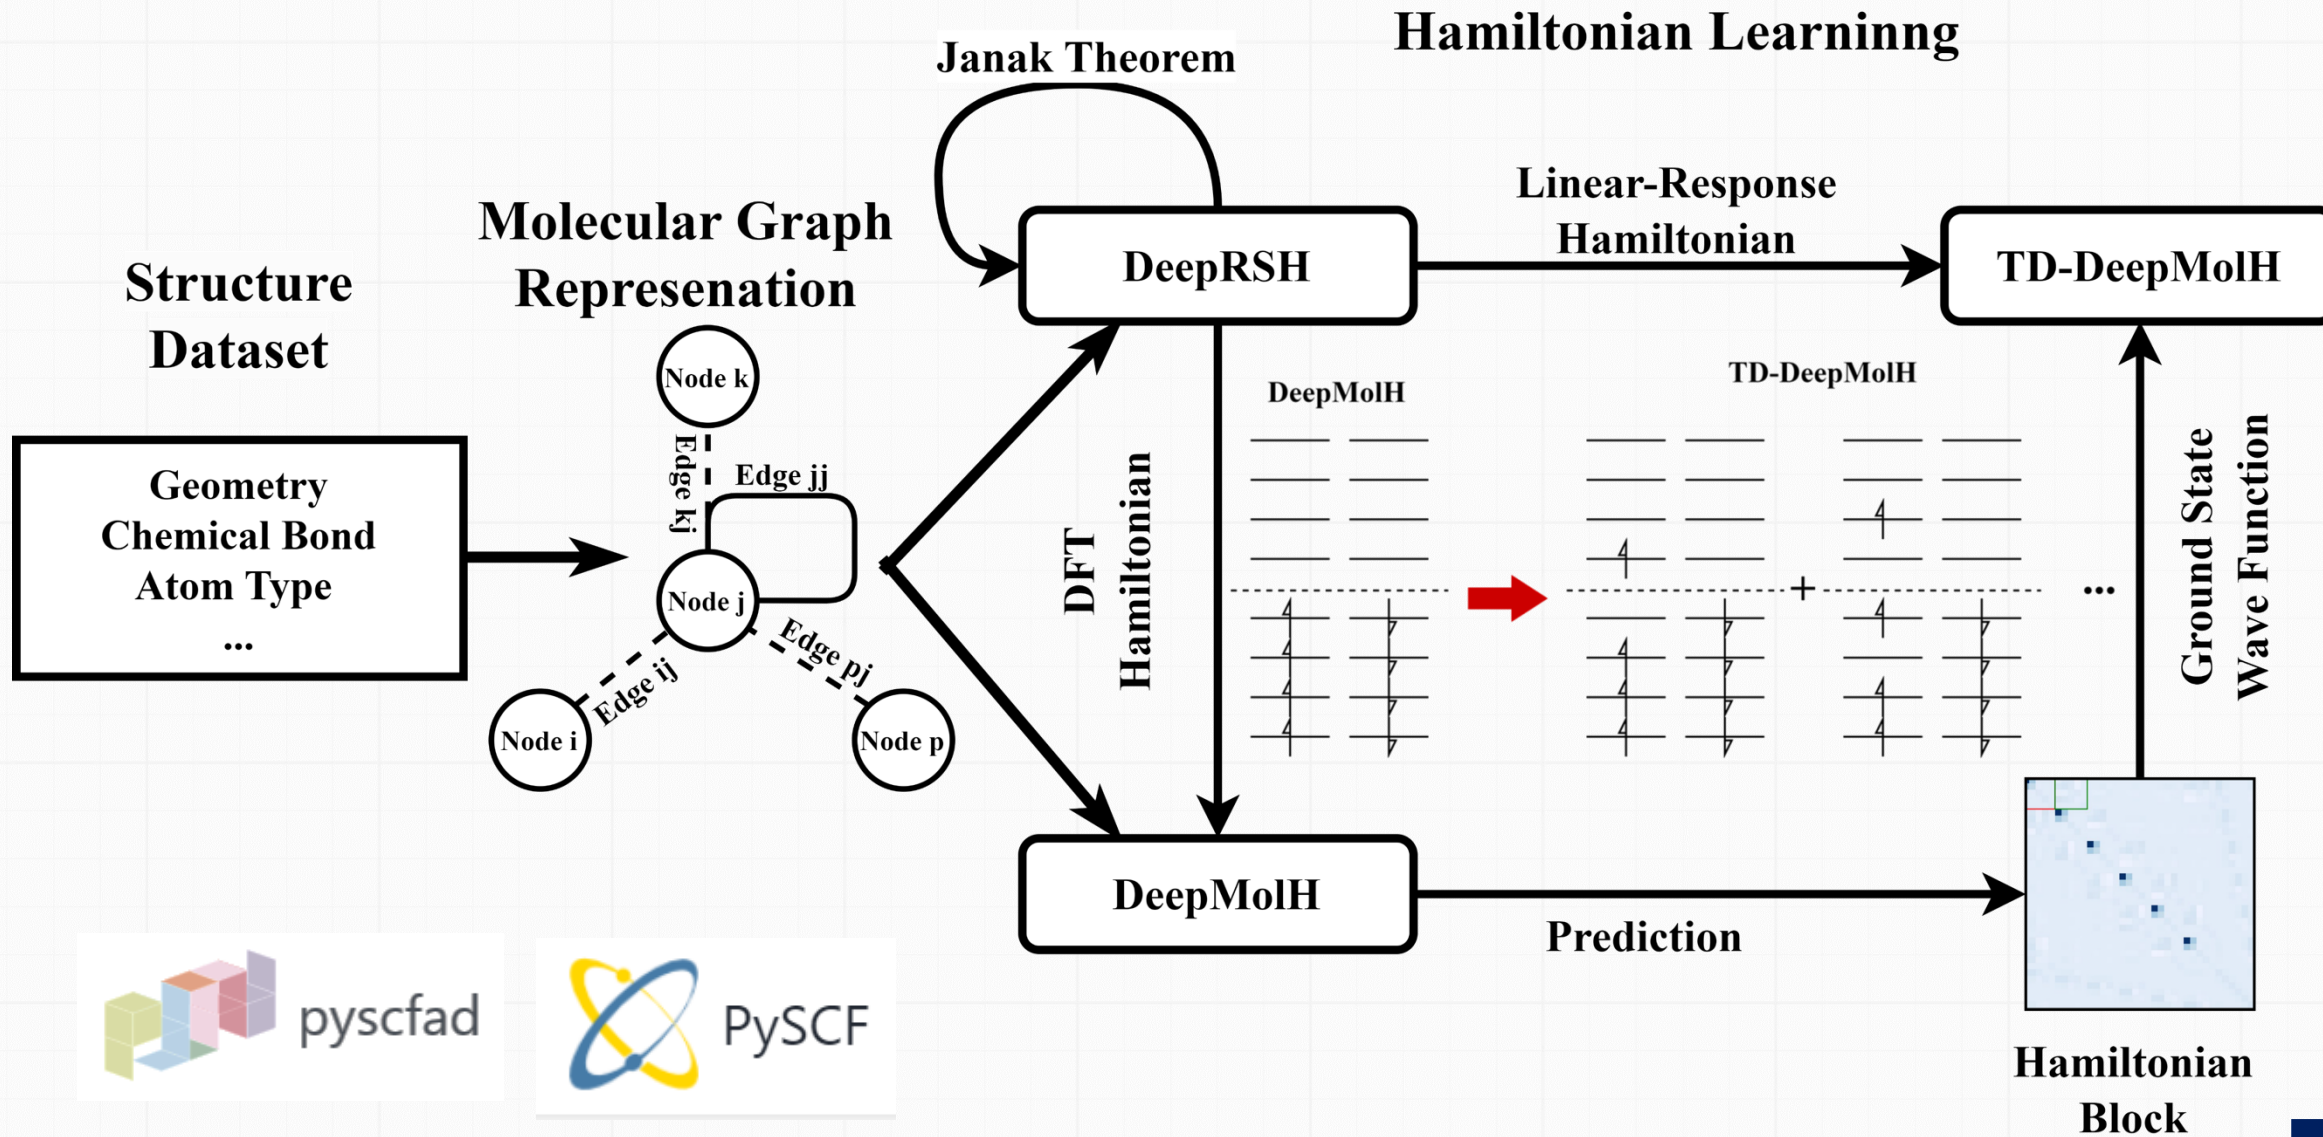 Hamiltonian Learninng
Janak Theorem
Structure
Dataset
Geometry
Chemical Bond
Atom Type
...
Molecular Graph
Represenation
Node k
Edge kj
Edge jj
Node j
Edge ij
Edge pj
Node i
Node p
DeepRSH
Linear-Response
Hamiltonian
TD-DeepMolH
DFT
Hamiltonian
DeepMolH
TD-DeepMolH
+
...
Ground State
Wave Function
DeepMolH
Prediction
Hamiltonian
Block
pyscfad
PySCF